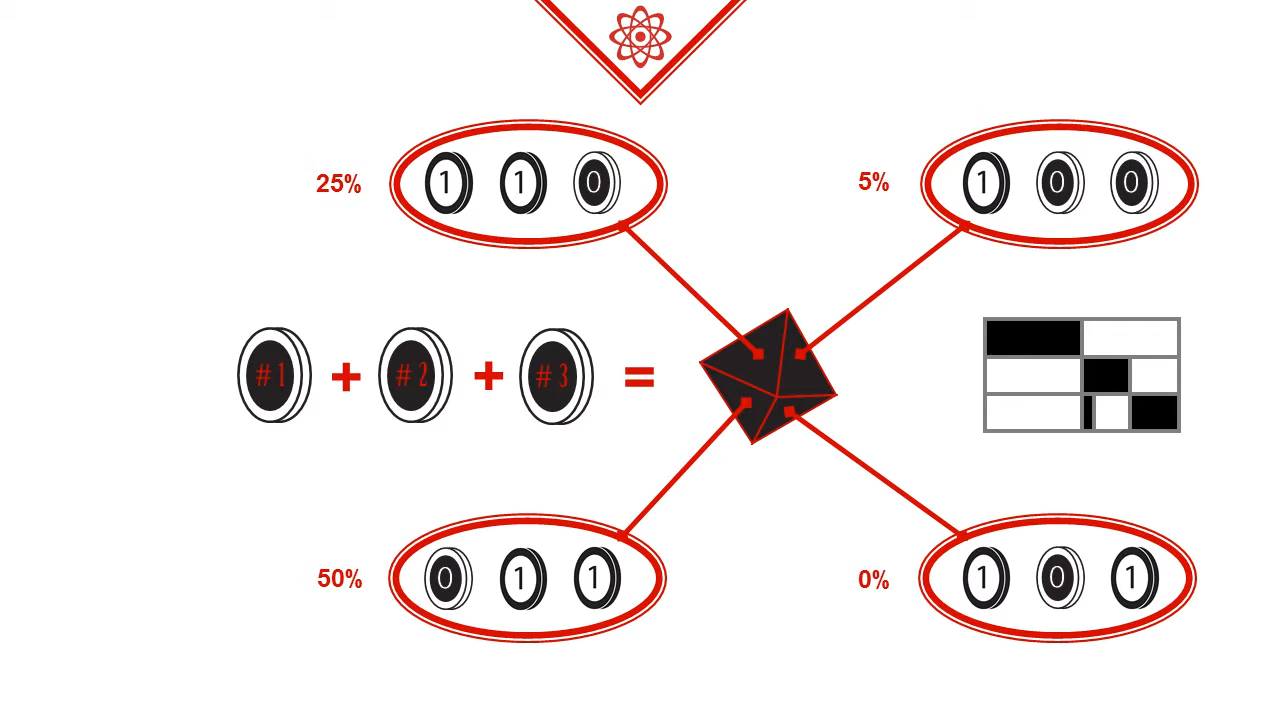 25% 1 1 0
5% 1 0 0
#1 + #2 + #3 =
50% 0 1 1
0% 1 0 1